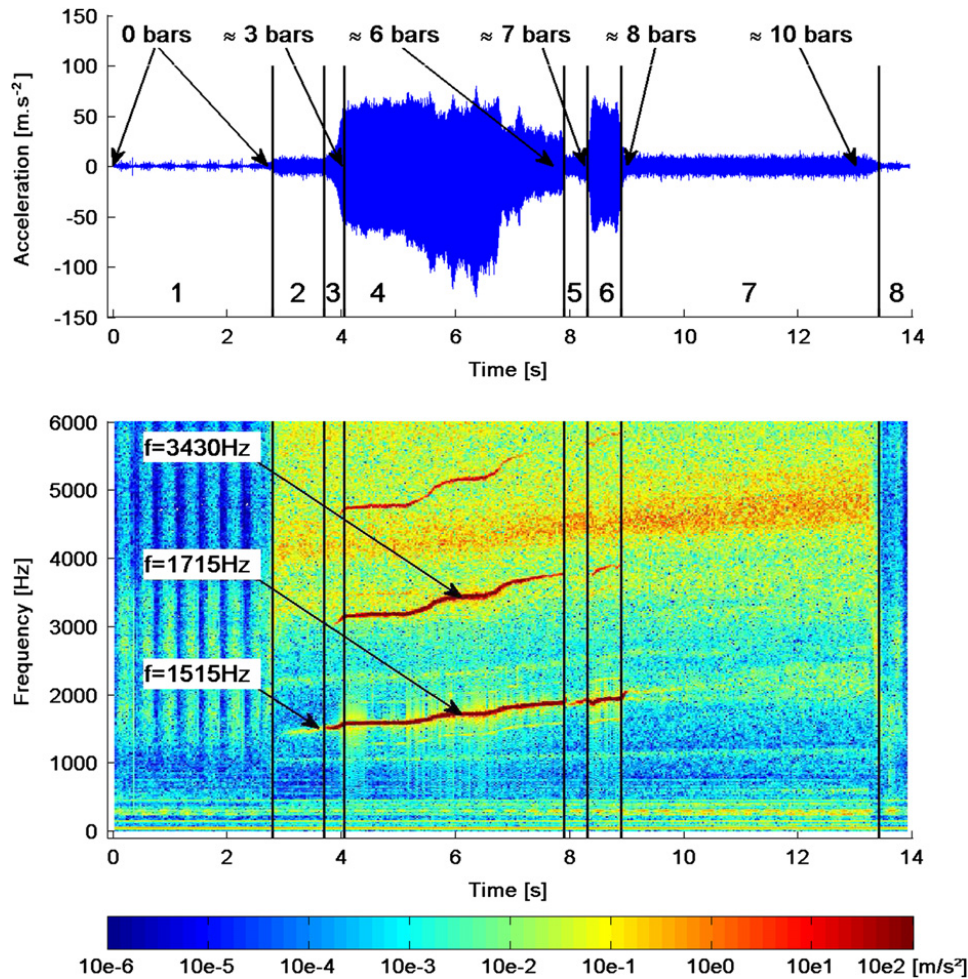 150
0 bars ≈ 3 bars ≈ 6 bars ≈ 7 bars ≈ 8 bars ≈ 10 bars
100
50
0
-50
-100
-150
Acceleration [m.s-2]
1 2 3 4 5 6 7 8
0 2 4 6 8 10 12 14
Time [s]
6000
f=3430Hz
5000
4000
f=1715Hz
3000
f=1515Hz
2000
1000
0
Frequency [Hz]
0 2 4 6 8 10 12 14
Time [s]
10e-6 10e-5 10e-4 10e-3 10e-2 10e-1 10e0 10e1 10e2 [m/s²]